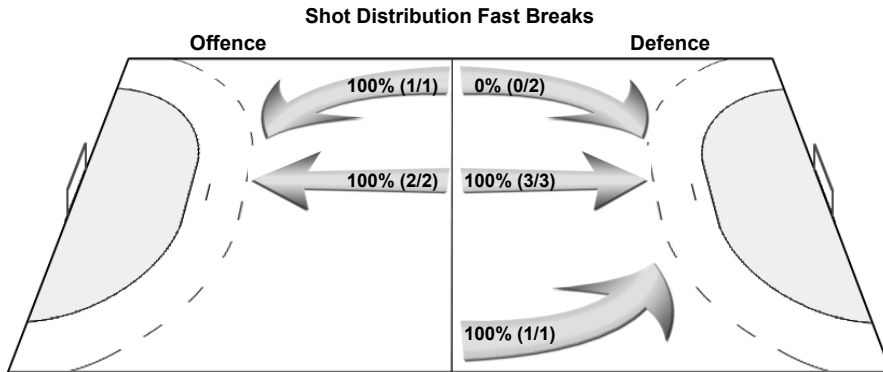 Shot Distribution Fast Breaks
Offence Defence
100% (1/1) 0% (0/2)
100% (2/2) 100% (3/3)
100% (1/1)